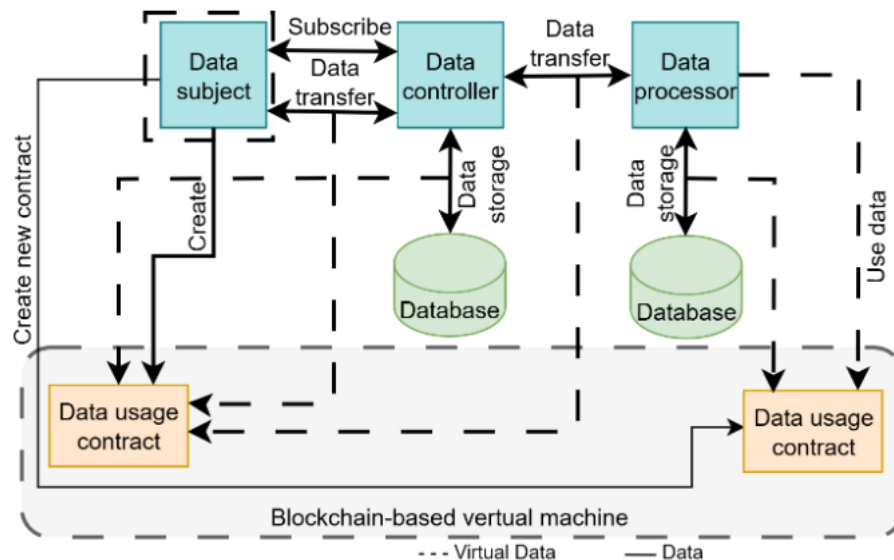 Data
subject
Subscribe
Data
transfer
Data
controller
Data
transfer
Data
processor
Create new contract
Create
Data
storage
Data
storage
Use data
Database
Database
Data usage
contract
Data usage
contract
Blockchain-based vertual machine
Virtual Data
Data